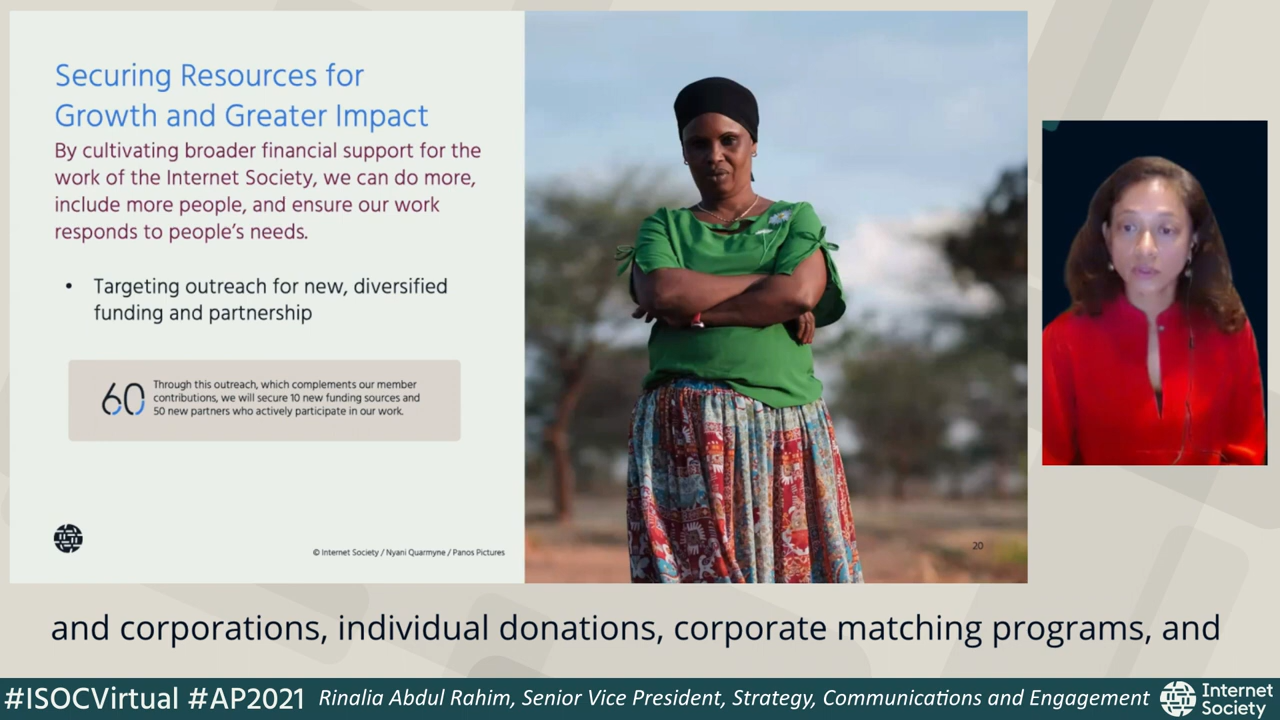 Securing Resources for
Growth and Greater Impact
By cultivating broader financial support for the
work of the Internet Society, we can do more,
include more people, and ensure our work
responds to people's needs.
• Targeting outreach for new, diversified
funding and partnership
60
Through this outreach, which complements our member
contributions, we will secure 10 new funding sources and
50 new partners who actively participate in our work.
© Internet Society / Nyani Quarmyne / Panos Pictures
20
and corporations, individual donations, corporate matching programs, and
#ISOCVirtual #AP2021 Rinalia Abdul Rahim, Senior Vice President, Strategy, Communications and Engagement
Internet
Society